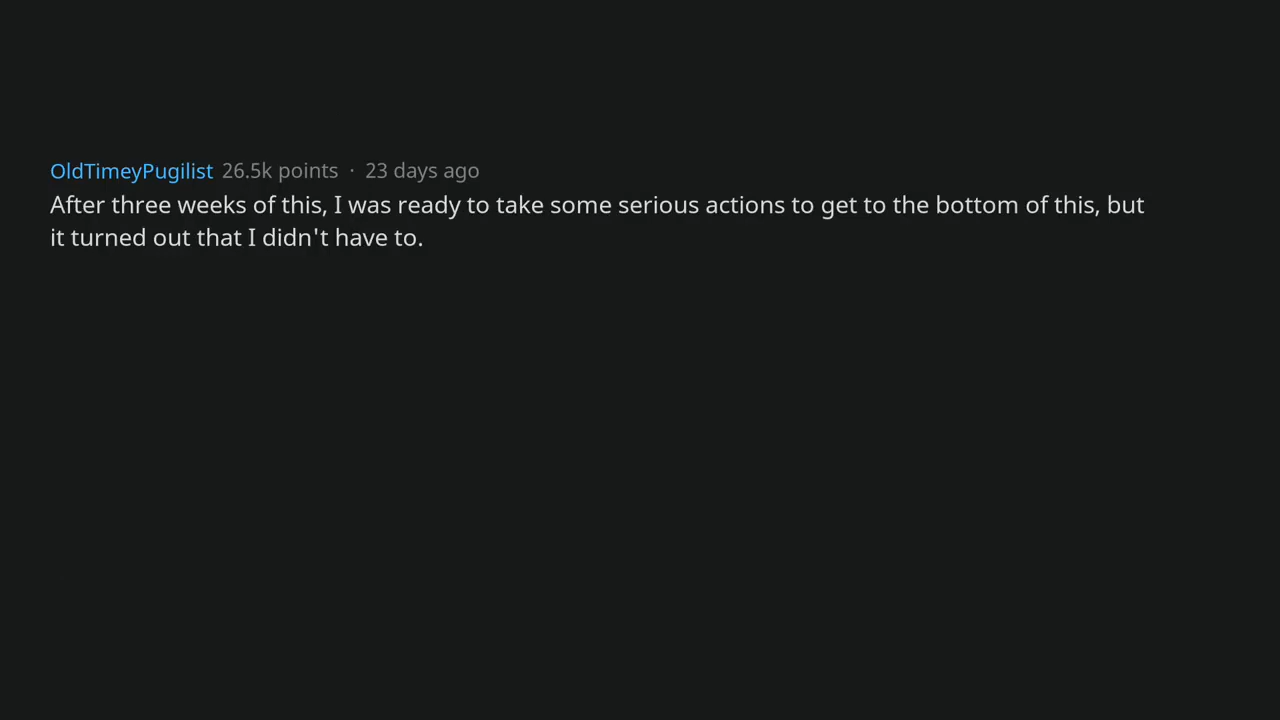 OldTimeyPugilist 26.5k points · 23 days ago
After three weeks of this, I was ready to take some serious actions to get to the bottom of this, but
it turned out that I didn't have to.